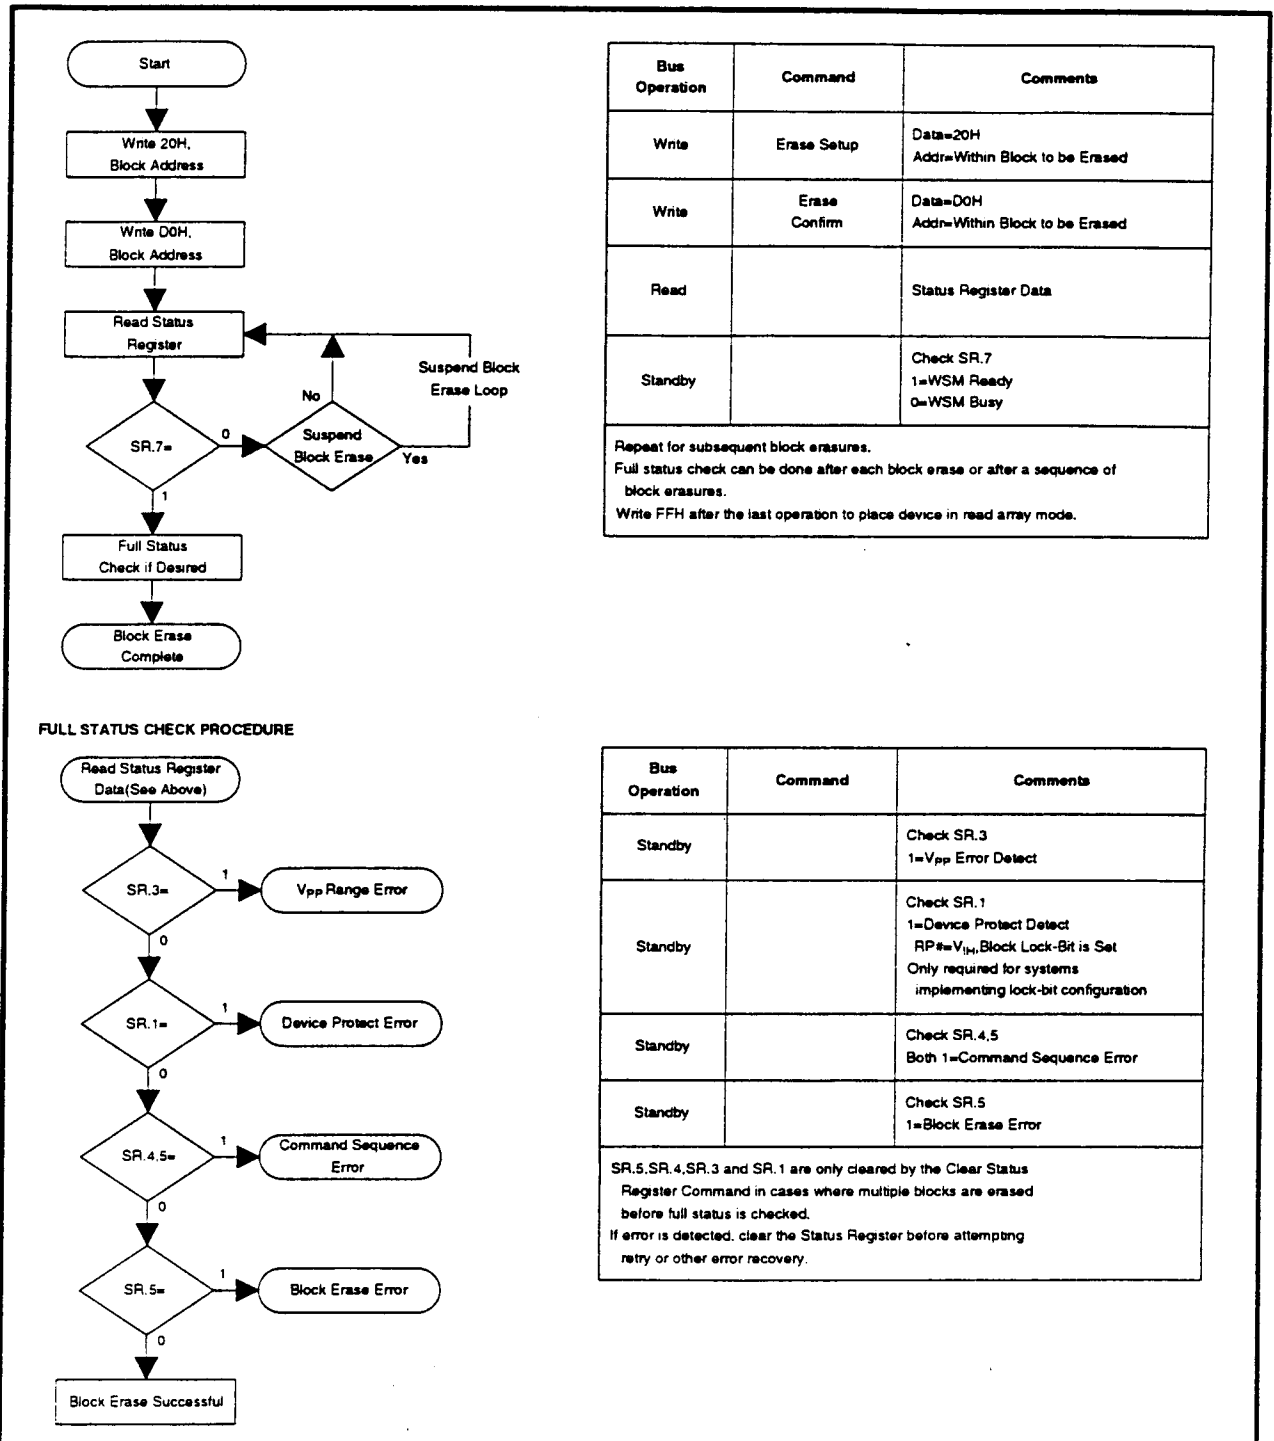 Start
Write 20H,
Block Address
Write D0H,
Block Address
Read Status
Register
Suspend Block
Erase Loop
No
SR.7=
0
Suspend
Block Erase
Yes
1
Full Status
Check if Desired
Block Erase
Complete
Bus
Operation
Command
Comments
Write
Erase Setup
Data=20H
Addr=Within Block to be Erased
Write
Erase
Confirm
Data=D0H
Addr=Within Block to be Erased
Read
Status Register Data
Standby
Check SR.7
1=WSM Ready
0=WSM Busy
Repeat for subsequent block erasures.
Full status check can be done after each block erase or after a sequence of
block erasures.
Write FFH after the last operation to place device in read array mode.
FULL STATUS CHECK PROCEDURE
Read Status Register
Data(See Above)
SR.3=
1
VPP Range Error
0
SR.1=
1
Device Protect Error
0
SR.4,5=
1
Command Sequence
Error
0
SR.5=
1
Block Erase Error
0
Block Erase Successful
Bus
Operation
Command
Comments
Standby
Check SR.3
1=VPP Error Detect
Standby
Check SR.1
1=Device Protect Detect
RP#=VIH,Block Lock-Bit is Set
Only required for systems
implementing lock-bit configuration
Standby
Check SR.4,5
Both 1=Command Sequence Error
Standby
Check SR.5
1=Block Erase Error
SR.5,SR.4,SR.3 and SR.1 are only cleared by the Clear Status
Register Command in cases where multiple blocks are erased
before full status is checked.
If error is detected, clear the Status Register before attempting
retry or other error recovery.